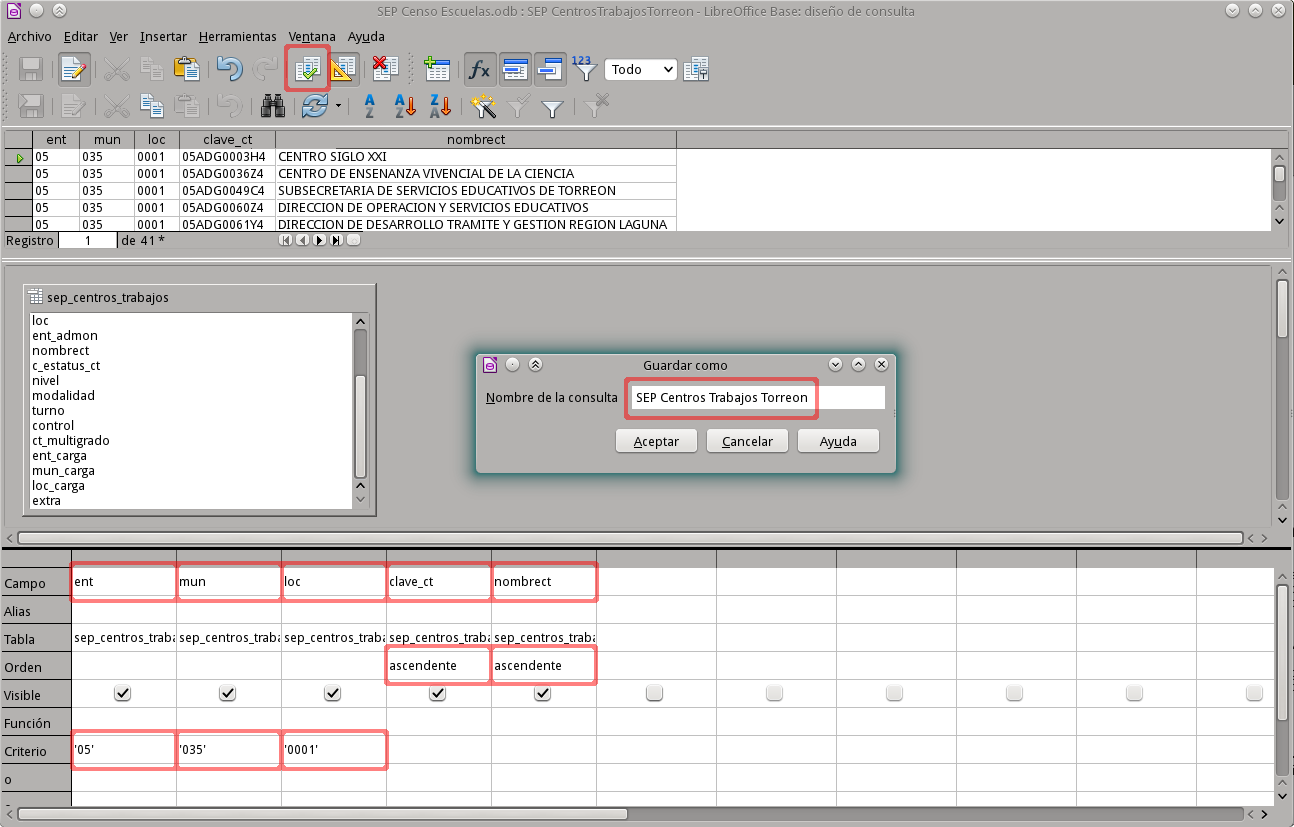 SEP Censo Escuelas.odb : SEP CentrosTrabajosTorreon - LibreOffice Base: diseño de consulta
Archivo Editar Ver Insertar Herramientas Ventana Ayuda
fx 123 Todo
A Z A Z Z A
ent mun loc clave_ct nombrect
05 035 0001 05ADG0003H4 CENTRO SIGLO XXI
05 035 0001 05ADG0036Z4 CENTRO DE ENSENANZA VIVENCIAL DE LA CIENCIA
05 035 0001 05ADG0049C4 SUBSECRETARIA DE SERVICIOS EDUCATIVOS DE TORREON
05 035 0001 05ADG0060Z4 DIRECCION DE OPERACION Y SERVICIOS EDUCATIVOS
05 035 0001 05ADG0061Y4 DIRECCION DE DESARROLLO TRAMITE Y GESTION REGION LAGUNA
Registro 1 de 41 *
sep_centros_trabajos
loc
ent_admon
nombrect
c_estatus_ct
nivel
modalidad
turno
control
ct_multigrado
ent_carga
mun_carga
loc_carga
extra
Guardar como
Nombre de la consulta SEP Centros Trabajos Torreon
Aceptar Cancelar Ayuda
Campo ent mun loc clave_ct nombrect
Alias
Tabla sep_centros_traba sep_centros_traba sep_centros_traba sep_centros_traba sep_centros_traba
Orden ascendente ascendente
Visible
Función
Criterio '05' '035' '0001'
o